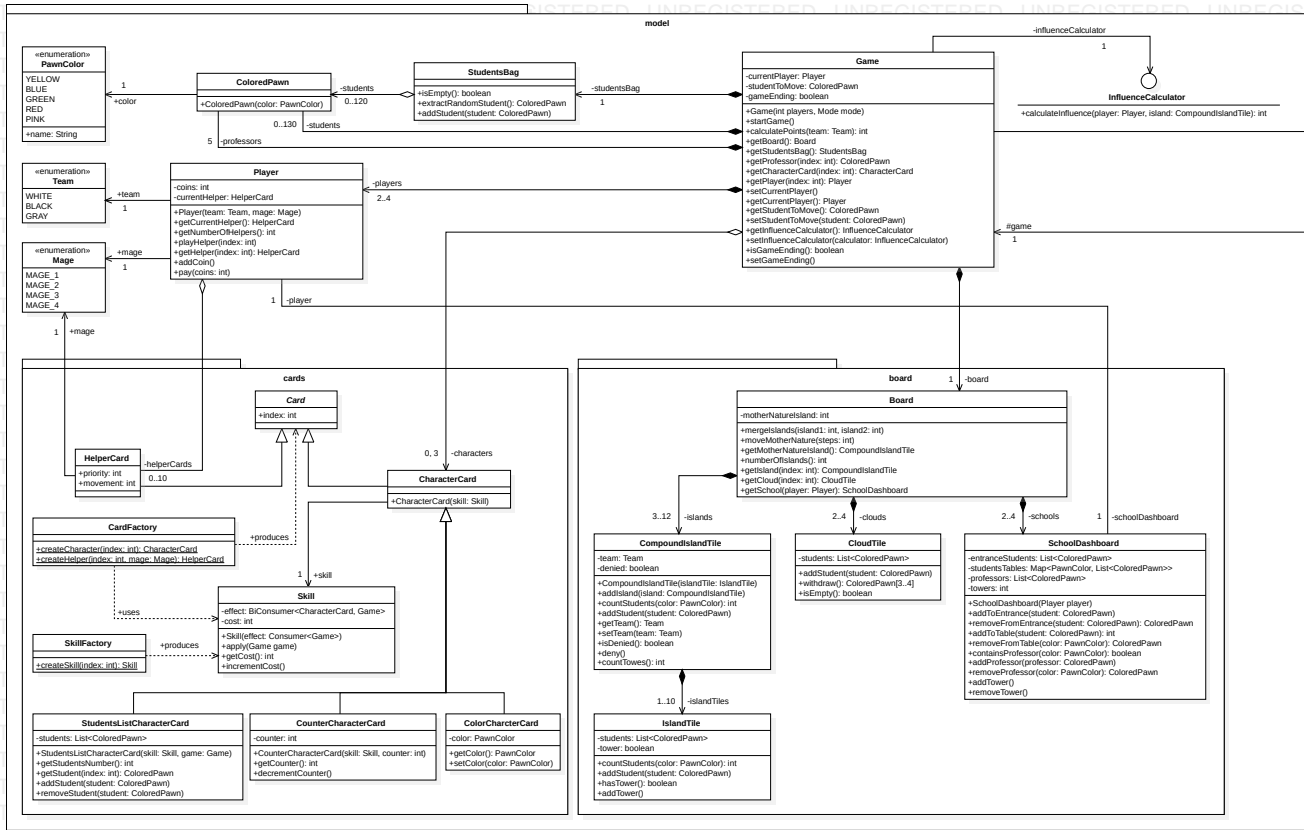 UNREGISTERED UNREGISTERED UNREGISTERED
model
«enumeration»
PawnColor
YELLOW
BLUE
GREEN
RED
PINK
+name: String
1
+color
ColoredPawn
+ColoredPawn(color: PawnColor)
-students
0..120
StudentsBag
+isEmpty(): boolean
+extractRandomStudent(): ColoredPawn
+addStudent(student: ColoredPawn)
-studentsBag
1
0..130
-students
5
-professors
Game
-currentPlayer: Player
-studentToMove: ColoredPawn
-gameEnding: boolean
+Game(int players, Mode mode)
+startGame()
+calculatePoints(team: Team): int
+getBoard(): Board
+getStudentsBag(): StudentsBag
+getProfessor(index: int): ColoredPawn
+getCharacterCard(index: int): CharacterCard
+getPlayer(index: int): Player
+setCurrentPlayer()
+getCurrentPlayer(): Player
+getStudentToMove(): ColoredPawn
+setStudentToMove(student: ColoredPawn)
+getInfluenceCalculator(): InfluenceCalculator
+setInfluenceCalculator(calculator: InfluenceCalculator)
+isGameEnding(): boolean
+setGameEnding()
-influenceCalculator
1
InfluenceCalculator
+calculateInfluence(player: Player, island: CompoundIslandTile): int
#game
1
«enumeration»
Team
WHITE
BLACK
GRAY
+team
1
Player
-coins: int
-currentHelper: HelperCard
+Player(team: Team, mage: Mage)
+getCurrentHelper(): HelperCard
+getNumberOfHelpers(): int
+playHelper(index: int)
+getHelper(index: int): HelperCard
+addCoin()
+pay(coins: int)
-players
2..4
«enumeration»
Mage
MAGE_1
MAGE_2
MAGE_3
MAGE_4
+mage
1
1
+mage
1
-player
cards
Card
+index: int
HelperCard
+priority: int
+movement: int
-helperCards
0..10
0, 3
-characters
CharacterCard
+CharacterCard(skill: Skill)
CardFactory
+createCharacter(index: int): CharacterCard
+createHelper(index: int, mage: Mage): HelperCard
+produces
1
+skill
Skill
-effect: BiConsumer<CharacterCard, Game>
-cost: int
+Skill(effect: Consumer<Game>)
+apply(Game game)
+getCost(): int
+incrementCost()
+uses
SkillFactory
+createSkill(index: int): Skill
+produces
StudentsListCharacterCard
-students: List<ColoredPawn>
+StudentsListCharacterCard(skill: Skill, game: Game)
+getStudentsNumber(): int
+getStudent(index: int): ColoredPawn
+addStudent(student: ColoredPawn)
+removeStudent(student: ColoredPawn)
CounterCharacterCard
-counter: int
+CounterCharacterCard(skill: Skill, counter: int)
+getCounter(): int
+decrementCounter()
ColorCharcterCard
-color: PawnColor
+getColor(): PawnColor
+setColor(color: PawnColor)
board
1
-board
Board
-motherNatureIsland: int
+mergeIslands(island1: int, island2: int)
+moveMotherNature(steps: int)
+getMotherNatureIsland(): CompoundIslandTile
+numberOfIslands(): int
+getIsland(index: int): CompoundIslandTile
+getCloud(index: int): CloudTile
+getSchool(player: Player): SchoolDashboard
3..12
-islands
2..4
-clouds
2..4
-schools
1
-schoolDashboard
CompoundIslandTile
-team: Team
-denied: boolean
+CompoundIslandTile(islandTile: IslandTile)
+addIsland(island: CompoundIslandTile)
+countStudents(color: PawnColor): int
+addStudent(student: ColoredPawn)
+getTeam(): Team
+setTeam(team: Team)
+isDenied(): boolean
+deny()
+countTowes(): int
CloudTile
-students: List<ColoredPawn>
+addStudent(student: ColoredPawn)
+withdraw(): ColoredPawn[3..4]
+isEmpty(): boolean
SchoolDashboard
-entranceStudents: List<ColoredPawn>
-studentsTables: Map<PawnColor, List<ColoredPawn>>
-professors: List<ColoredPawn>
-towers: int
+SchoolDashboard(Player player)
+addToEntrance(student: ColoredPawn)
+removeFromEntrance(student: ColoredPawn): ColoredPawn
+addToTable(student: ColoredPawn): int
+removeFromTable(color: PawnColor): ColoredPawn
+containsProfessor(color: PawnColor): boolean
+addProfessor(professor: ColoredPawn)
+removeProfessor(color: PawnColor): ColoredPawn
+addTower()
+removeTower()
1..10
-islandTiles
IslandTile
-students: List<ColoredPawn>
-tower: boolean
+countStudents(color: PawnColor): int
+addStudent(student: ColoredPawn)
+hasTower(): boolean
+addTower()